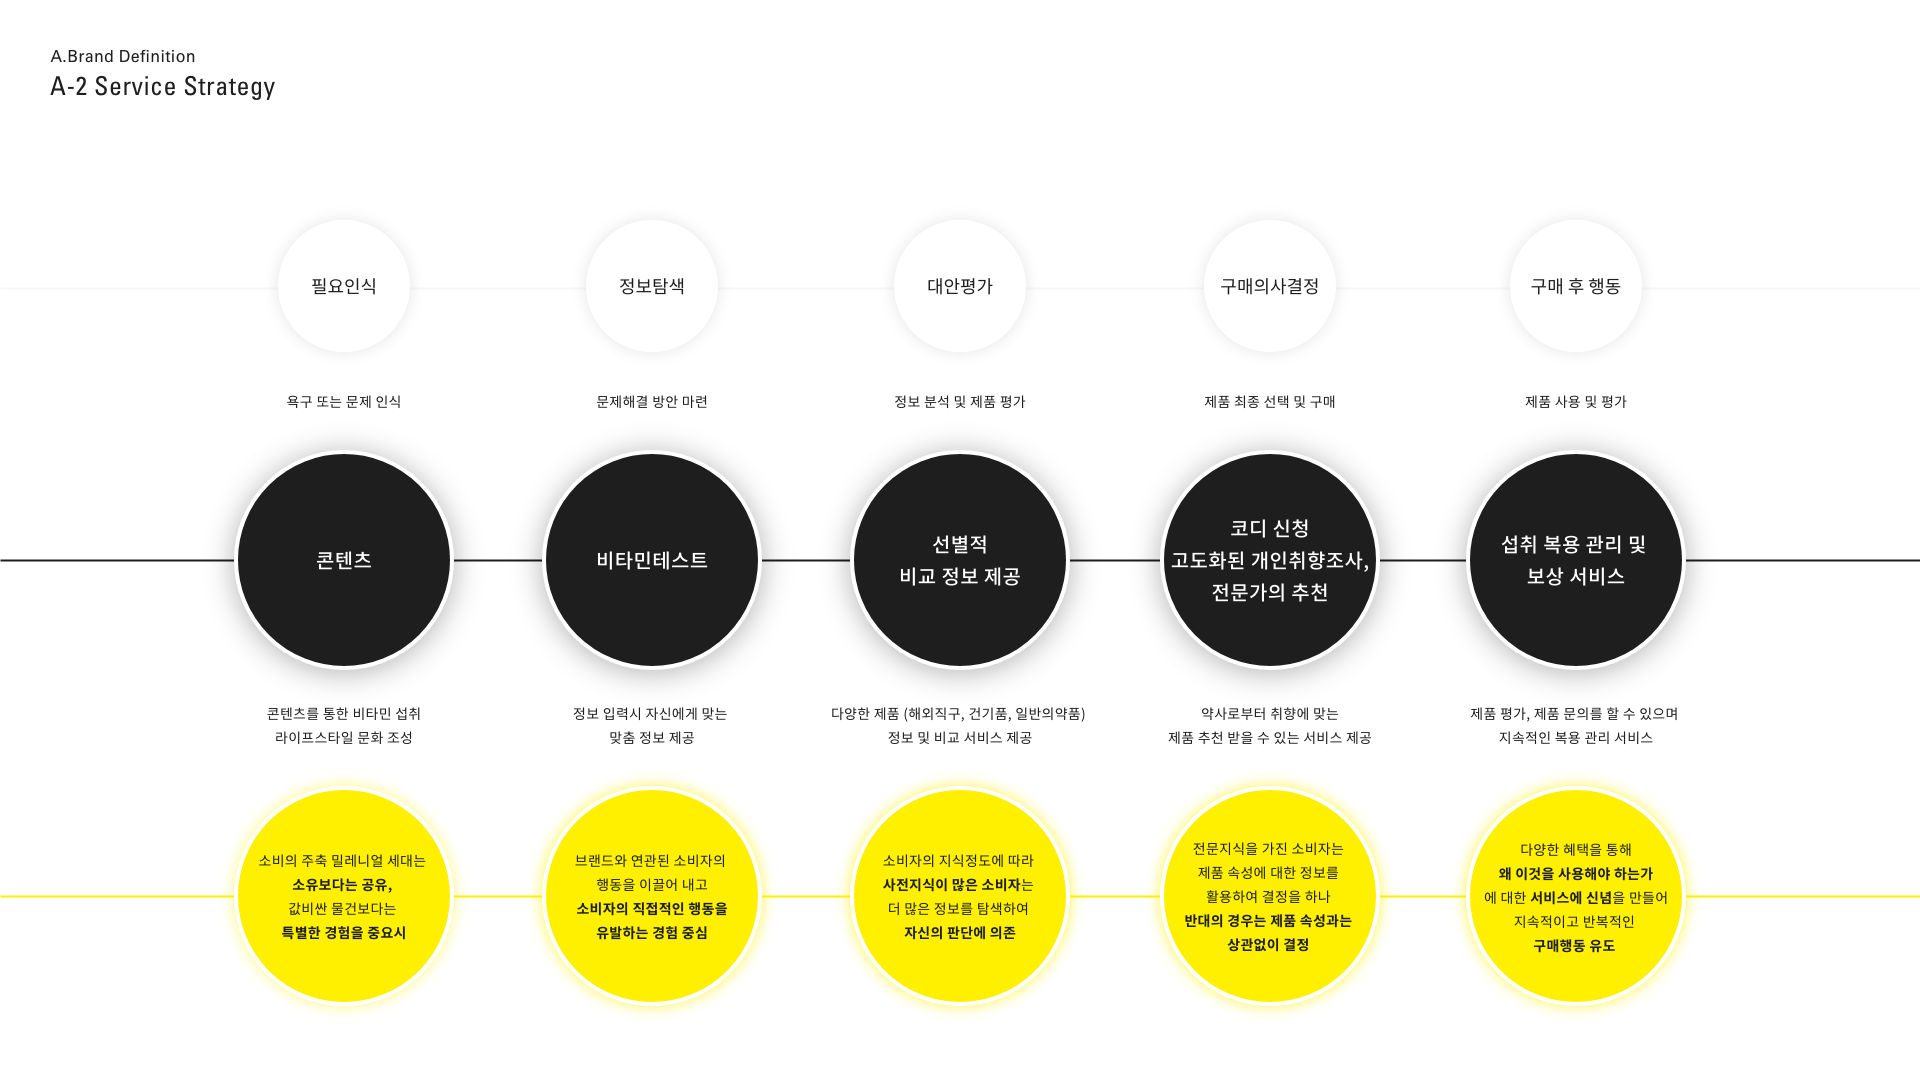 A.Brand Definition
A-2 Service Strategy
필요인식
정보탐색
대안평가
구매의사결정
구매 후 행동
욕구 또는 문제 인식
문제해결 방안 마련
정보 분석 및 제품 평가
제품 최종 선택 및 구매
제품 사용 및 평가
콘텐츠
비타민테스트
선별적
비교 정보 제공
코디 신청
고도화된 개인취향조사,
전문가의 추천
섭취 복용 관리 및
보상 서비스
콘텐츠를 통한 비타민 섭취
라이프스타일 문화 조성
정보 입력시 자신에게 맞는
맞춤 정보 제공
다양한 제품 (해외직구, 건기품, 일반의약품)
정보 및 비교 서비스 제공
약사로부터 취향에 맞는
제품 추천 받을 수 있는 서비스 제공
제품 평가, 제품 문의를 할 수 있으며
지속적인 복용 관리 서비스
소비의 주축 밀레니얼 세대는
소유보다는 공유,
값비싼 물건보다는
특별한 경험을 중요시
브랜드와 연관된 소비자의
행동을 이끌어 내고
소비자의 직접적인 행동을
유발하는 경험 중심
소비자의 지식정도에 따라
사전지식이 많은 소비자는
더 많은 정보를 탐색하여
자신의 판단에 의존
전문지식을 가진 소비자는
제품 속성에 대한 정보를
활용하여 결정을 하나
반대의 경우는 제품 속성과는
상관없이 결정
다양한 혜택을 통해
왜 이것을 사용해야 하는가
에 대한 서비스에 신념을 만들어
지속적이고 반복적인
구매행동 유도